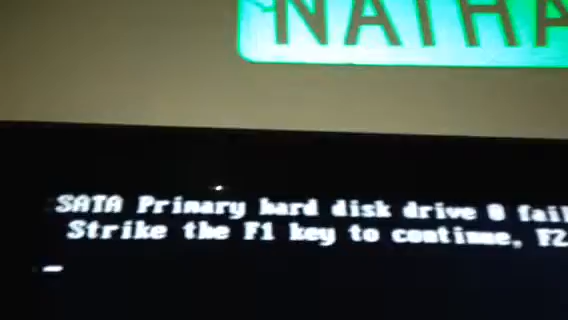 NATHA
SATA Primary hard disk drive 0 fail
Strike the F1 key to continue, F2